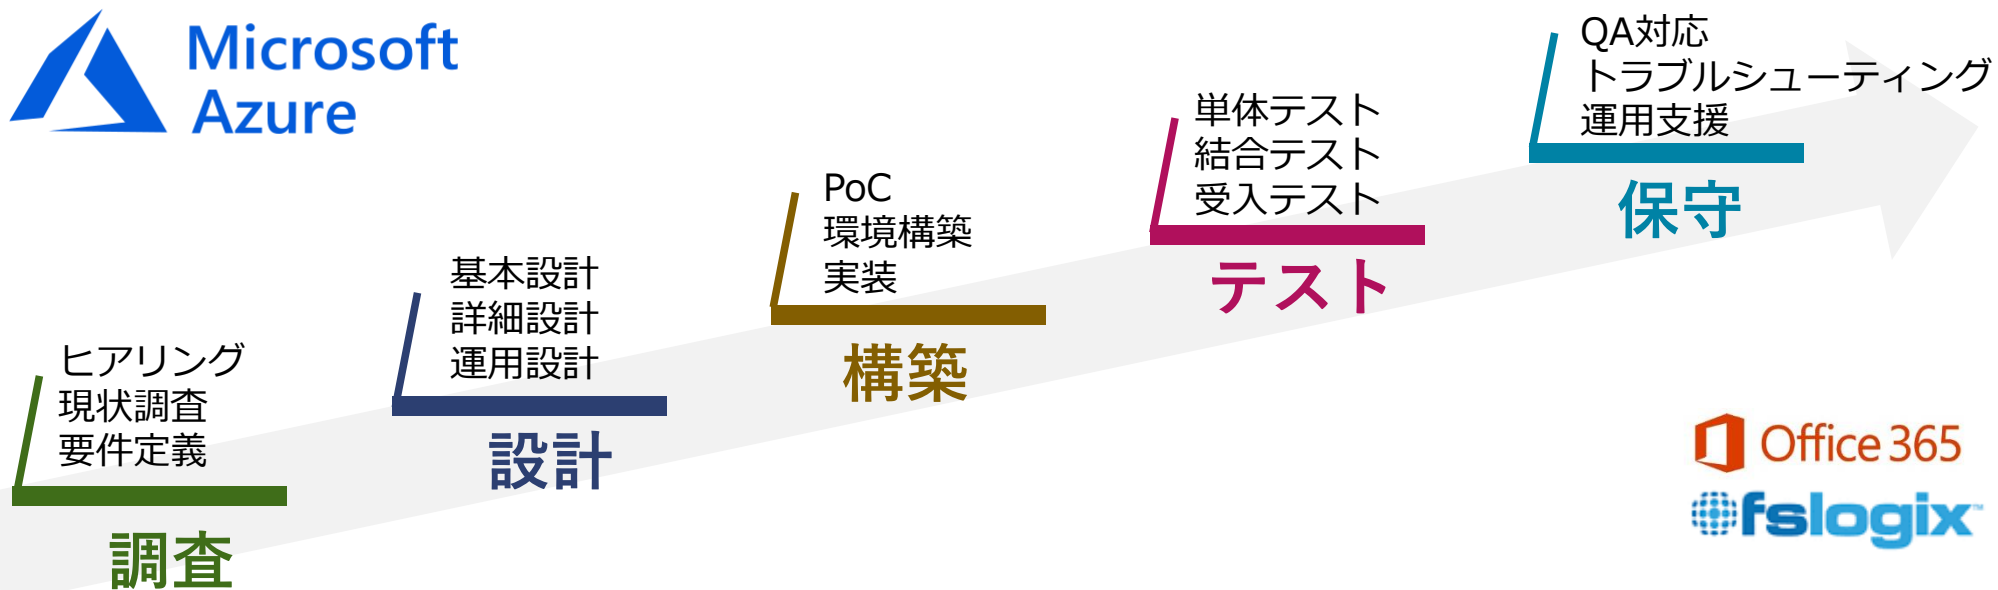 Microsoft
Azure
ヒアリング
現状調査
要件定義
調査
基本設計
詳細設計
運用設計
設計
PoC
環境構築
実装
構築
単体テスト
結合テスト
受入テスト
テスト
QA対応
トラブルシューティング
運用支援
保守
Office 365
fslogix™